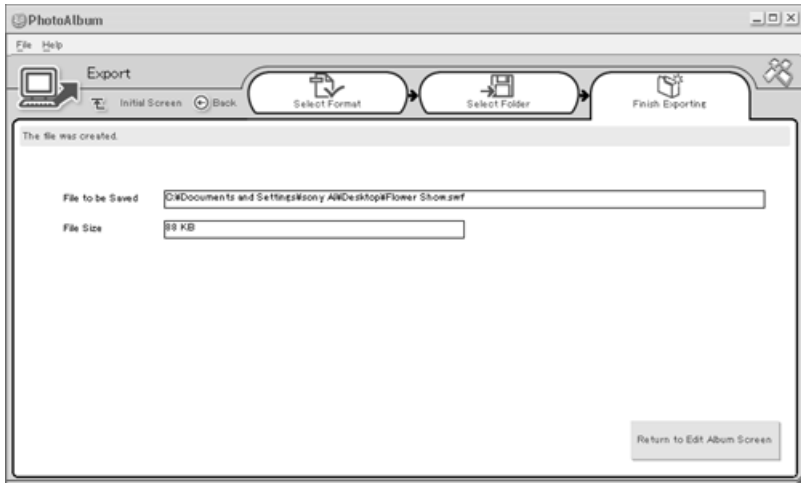 PhotoAlbum
File Help
Export
Initial Screen Back
Select Format Select Folder Finish Exporting
The file was created.
File to be Saved C:¥Documents and Settings¥sony AI¥Desktop¥Flower Show.swf
File Size 88 KB
Return to Edit Album Screen